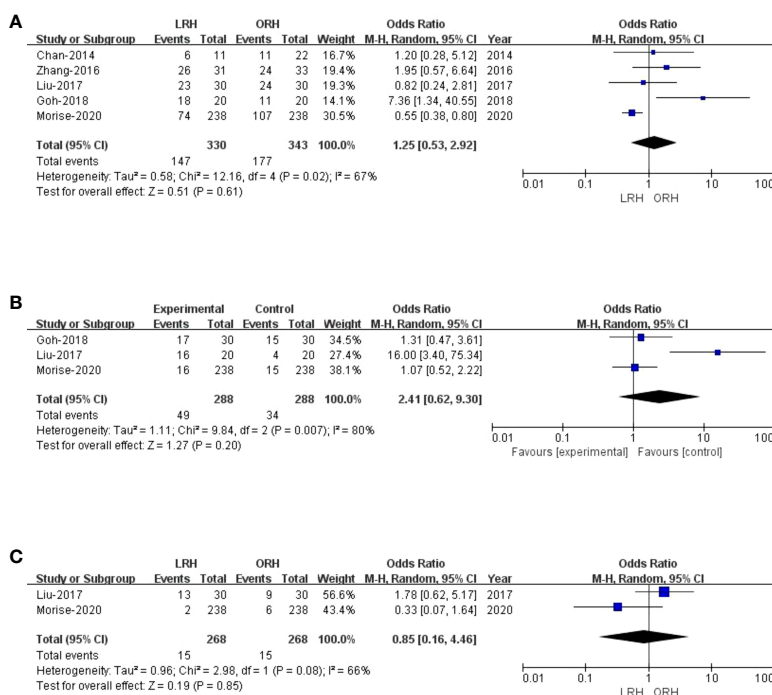 A
LRH ORH Odds Ratio Odds Ratio
Study or Subgroup Events Total Events Total Weight M-H, Random, 95% CI Year M-H, Random, 95% CI
Chan-2014 6 11 11 22 16.7% 1.20 [0.28, 5.12] 2014
Zhang-2016 26 31 24 33 19.4% 1.95 [0.57, 6.64] 2016
Liu-2017 23 30 24 30 19.3% 0.82 [0.24, 2.81] 2017
Goh-2018 18 20 11 20 14.1% 7.36 [1.34, 40.55] 2018
Morise-2020 74 238 107 238 30.5% 0.55 [0.38, 0.80] 2020
Total (95% CI) 330 343 100.0% 1.25 [0.53, 2.92]
Total events 147 177
Heterogeneity: Tau² = 0.58; Chi² = 12.16, df = 4 (P = 0.02); I² = 67%
Test for overall effect: Z = 0.51 (P = 0.61)
0.01 0.1 1 10 100
LRH ORH
B
Experimental Control Odds Ratio Odds Ratio
Study or Subgroup Events Total Events Total Weight M-H, Random, 95% CI M-H, Random, 95% CI
Goh-2018 17 30 15 30 34.5% 1.31 [0.47, 3.61]
Liu-2017 16 20 4 20 27.4% 16.00 [3.40, 75.34]
Morise-2020 16 238 15 238 38.1% 1.07 [0.52, 2.22]
Total (95% CI) 288 288 100.0% 2.41 [0.62, 9.30]
Total events 49 34
Heterogeneity: Tau² = 1.11; Chi² = 9.84, df = 2 (P = 0.007); I² = 80%
Test for overall effect: Z = 1.27 (P = 0.20)
0.01 0.1 1 10 100
Favours [experimental] Favours [control]
C
LRH ORH Odds Ratio Odds Ratio
Study or Subgroup Events Total Events Total Weight M-H, Random, 95% CI Year M-H, Random, 95% CI
Liu-2017 13 30 9 30 56.6% 1.78 [0.62, 5.17] 2017
Morise-2020 2 238 6 238 43.4% 0.33 [0.07, 1.64] 2020
Total (95% CI) 268 268 100.0% 0.85 [0.16, 4.46]
Total events 15 15
Heterogeneity: Tau² = 0.96; Chi² = 2.98, df = 1 (P = 0.08); I² = 66%
Test for overall effect: Z = 0.19 (P = 0.85)
0.01 0.1 1 10 100
LRH ORH